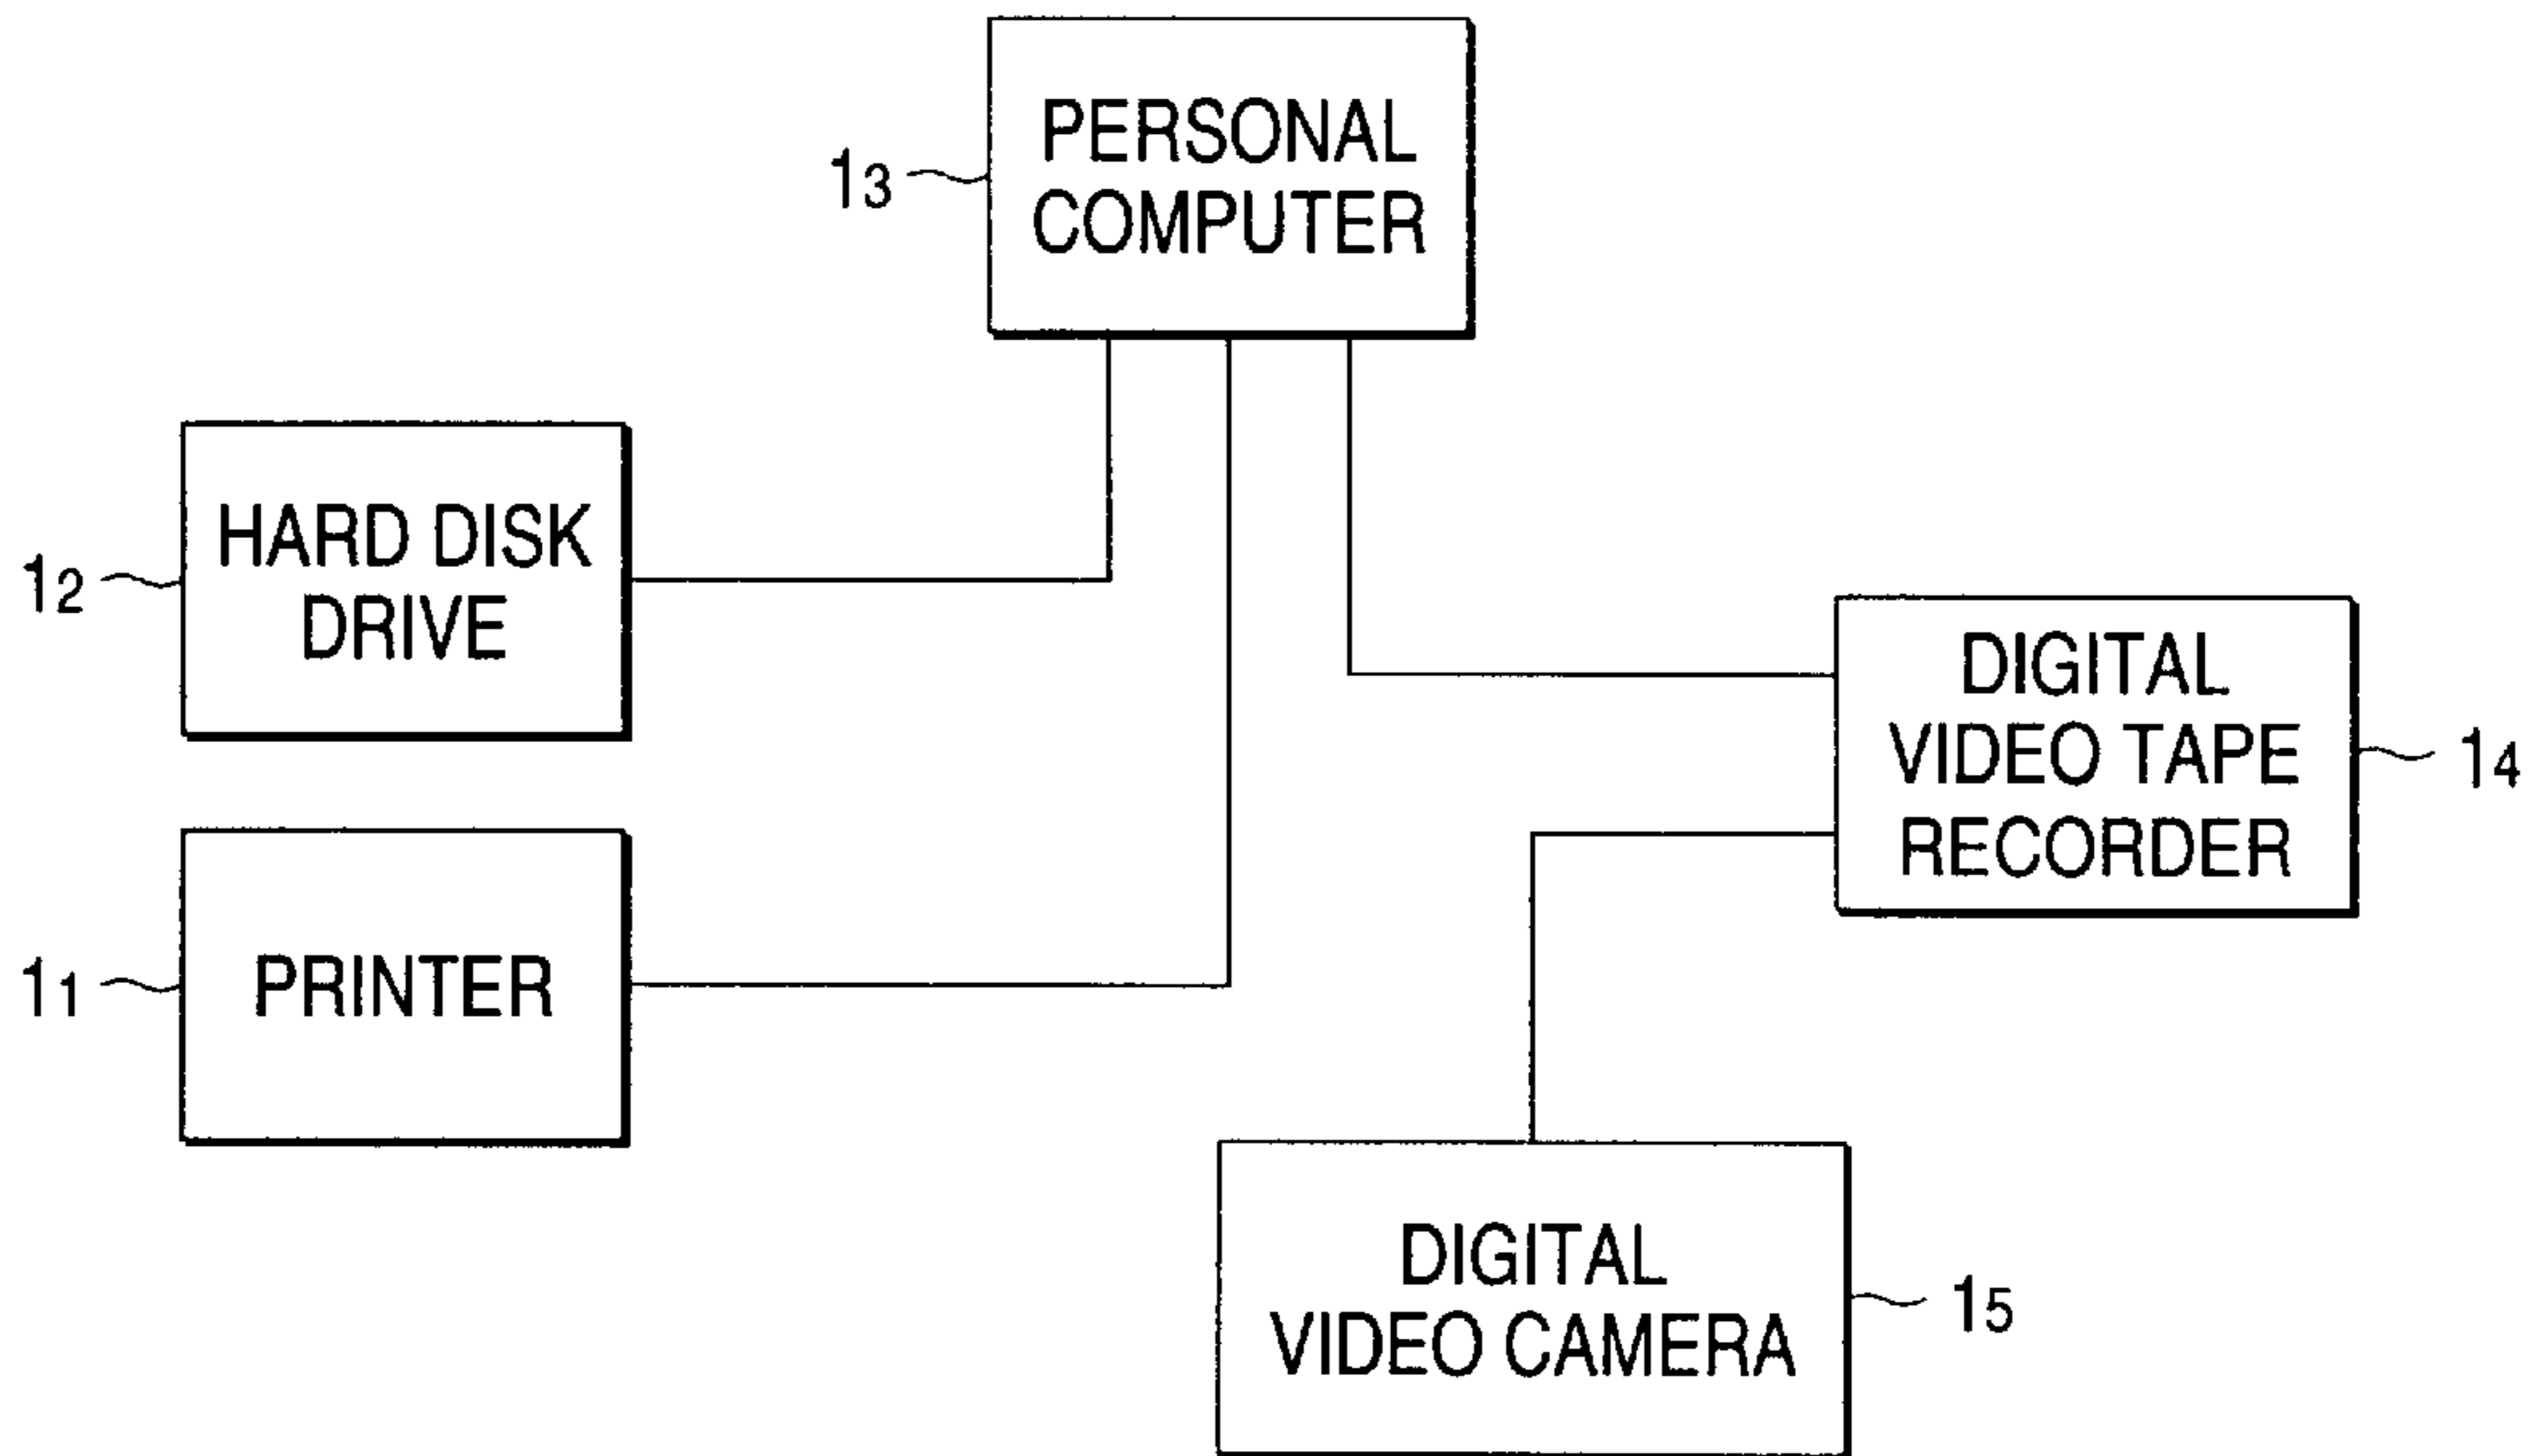 PERSONAL
COMPUTER
13
HARD DISK
DRIVE
12
DIGITAL
VIDEO TAPE
RECORDER
14
PRINTER
11
DIGITAL
VIDEO CAMERA
15